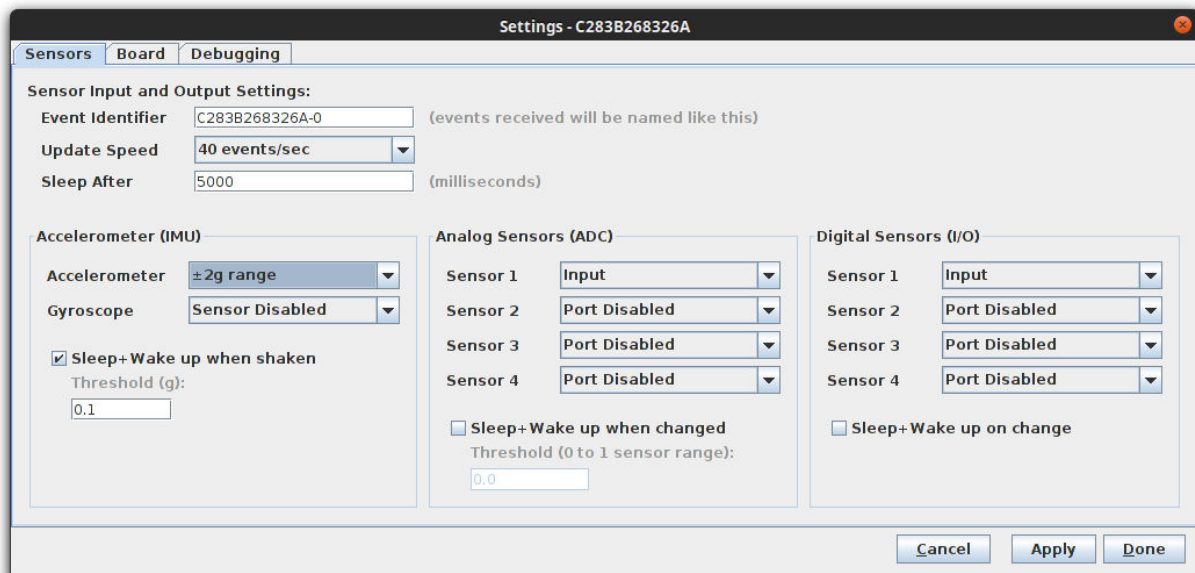 Settings - C283B268326A
Sensors Board Debugging
Sensor Input and Output Settings:
Event Identifier C283B268326A-0 (events received will be named like this)
Update Speed 40 events/sec
Sleep After 5000 (milliseconds)
Accelerometer (IMU)
Accelerometer ±2g range
Gyroscope Sensor Disabled
Sleep+Wake up when shaken
Threshold (g):
0.1
Analog Sensors (ADC)
Sensor 1 Input
Sensor 2 Port Disabled
Sensor 3 Port Disabled
Sensor 4 Port Disabled
Sleep+Wake up when changed
Threshold (0 to 1 sensor range):
0.0
Digital Sensors (I/O)
Sensor 1 Input
Sensor 2 Port Disabled
Sensor 3 Port Disabled
Sensor 4 Port Disabled
Sleep+Wake up on change
Cancel Apply Done